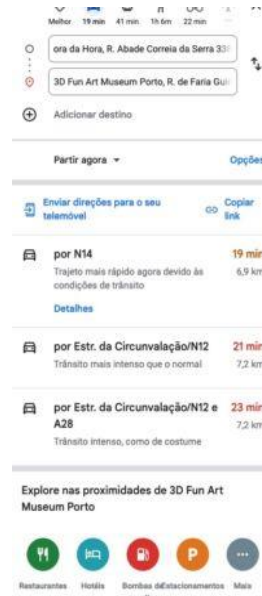 Melhor 19 min 41 min 1h 6m 22 min
ora da Hora, R. Abade Correia da Serra 33
3D Fun Art Museum Porto, R. de Faria Gui
Adicionar destino
Partir agora
Opções
Enviar direções para o seu
telemóvel
Copiar
link
por N14
19 min
Trajeto mais rápido agora devido às
6,9 km
condições de trânsito
Detalhes
por Estr. da Circunvalação/N12
21 min
Trânsito mais intenso que o normal
7,2 km
por Estr. da Circunvalação/N12 e
23 min
A28
7,2 km
Trânsito intenso, como de costume
Explore nas proximidades de 3D Fun Art
Museum Porto
P
Restaurantes Hotéis Bombas de Estacionamentos Mais